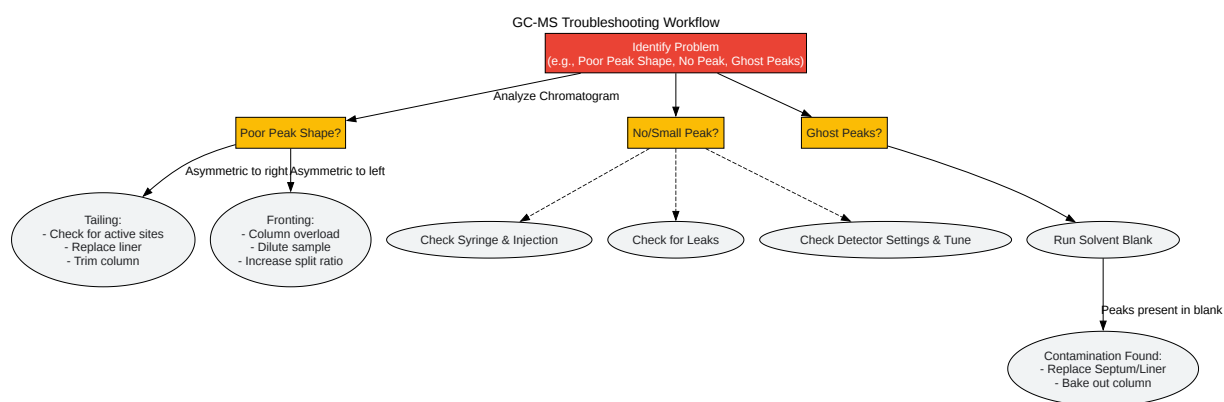 GC-MS Troubleshooting Workflow
Identify Problem
(e.g., Poor Peak Shape, No Peak, Ghost Peaks)
Analyze Chromatogram
Poor Peak Shape?
No/Small Peak?
Ghost Peaks?
Asymmetric to right
Asymmetric to left
Tailing:
- Check for active sites
- Replace liner
- Trim column
Fronting:
- Column overload
- Dilute sample
- Increase split ratio
Check Syringe & Injection
Check for Leaks
Check Detector Settings & Tune
Run Solvent Blank
Peaks present in blank
Contamination Found:
- Replace Septum/Liner
- Bake out column